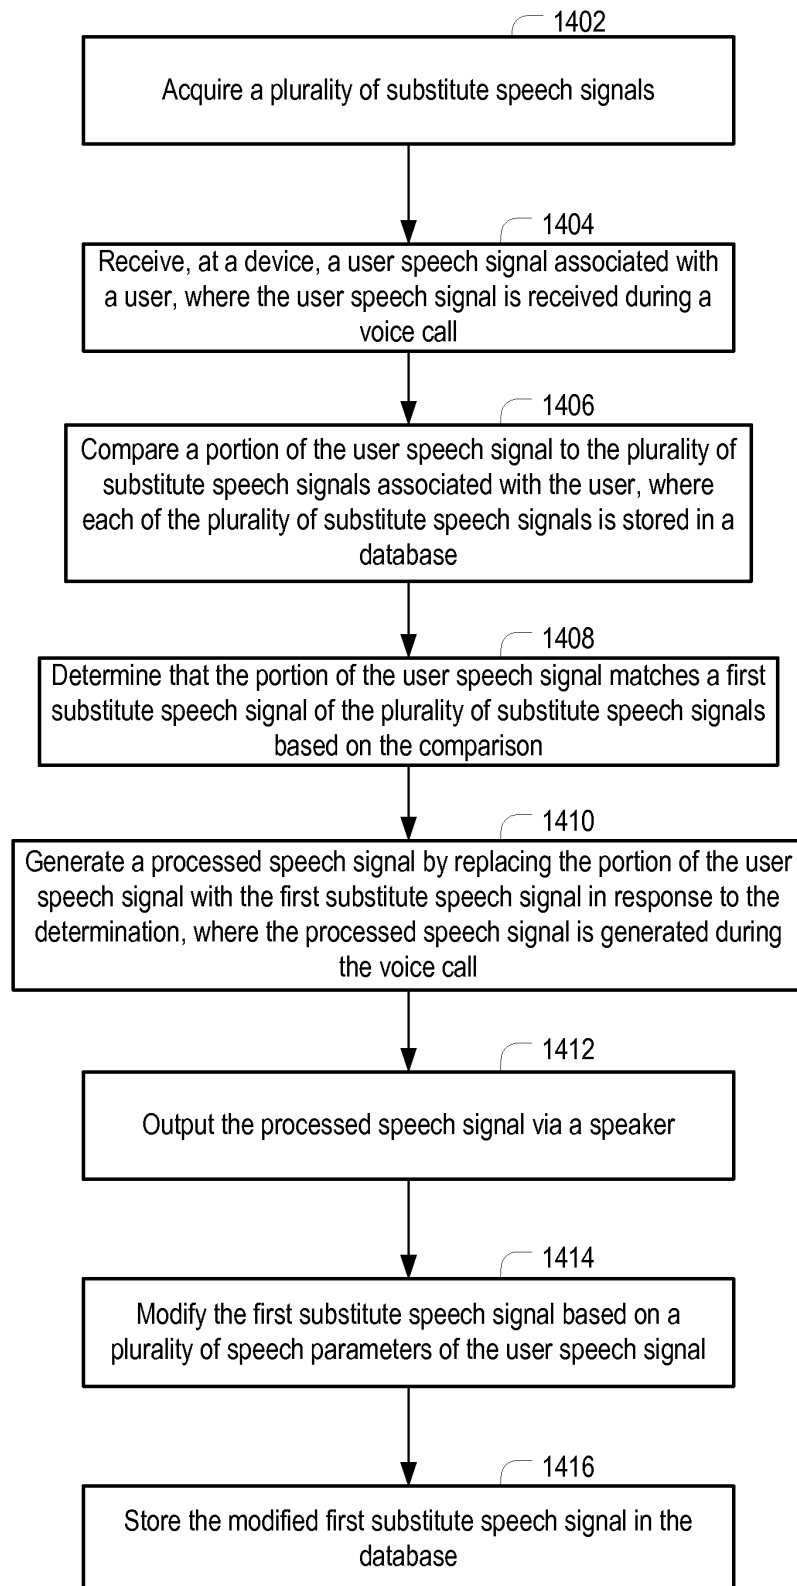 1402
Acquire a plurality of substitute speech signals
1404
Receive, at a device, a user speech signal associated with
a user, where the user speech signal is received during a
voice call
1406
Compare a portion of the user speech signal to the plurality of
substitute speech signals associated with the user, where
each of the plurality of substitute speech signals is stored in a
database
1408
Determine that the portion of the user speech signal matches a first
substitute speech signal of the plurality of substitute speech signals
based on the comparison
1410
Generate a processed speech signal by replacing the portion of the user
speech signal with the first substitute speech signal in response to the
determination, where the processed speech signal is generated during
the voice call
1412
Output the processed speech signal via a speaker
1414
Modify the first substitute speech signal based on a
plurality of speech parameters of the user speech signal
1416
Store the modified first substitute speech signal in the
database